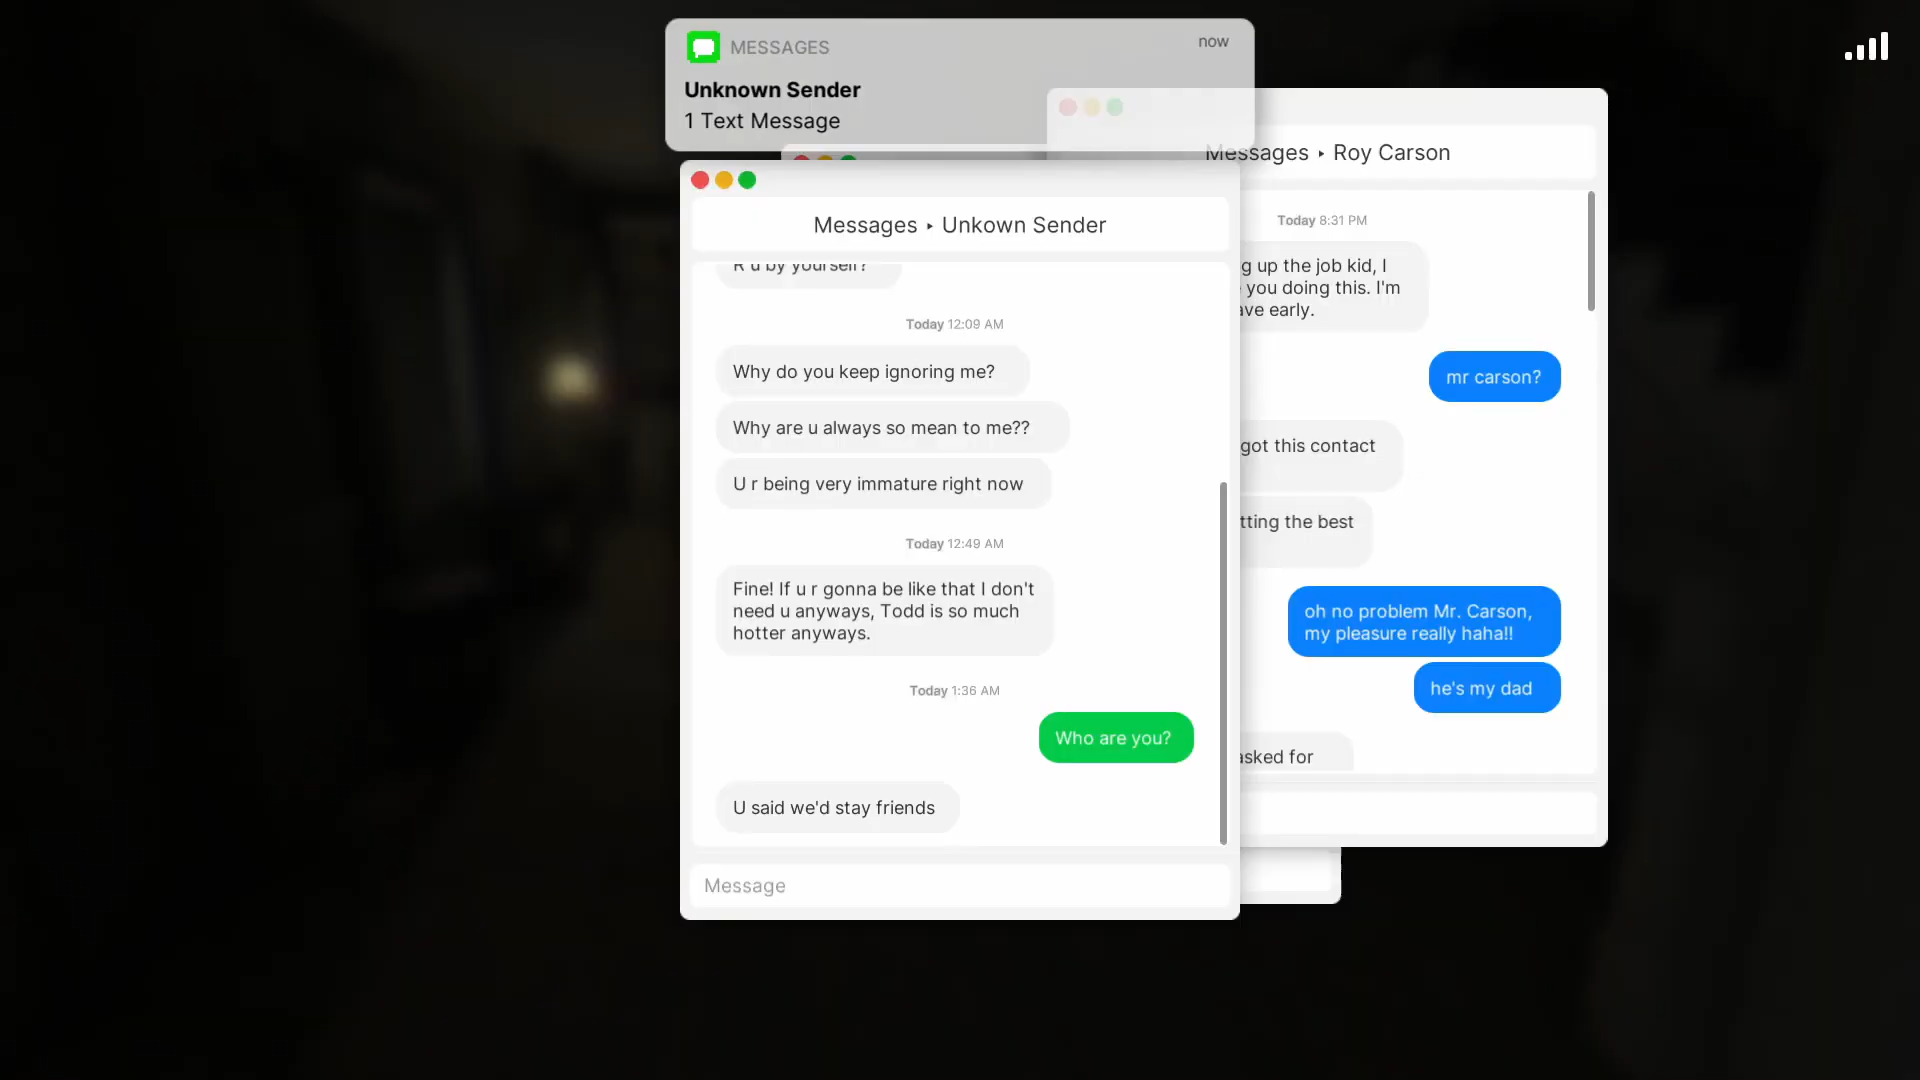 MESSAGES
now
Unknown Sender
1 Text Message
Messages ‣ Unkown Sender
R u by yourself?
Today 12:09 AM
Why do you keep ignoring me?
Why are u always so mean to me??
U r being very immature right now
Today 12:49 AM
Fine! If u r gonna be like that I don't
need u anyways, Todd is so much
hotter anyways.
Today 1:36 AM
Who are you?
U said we'd stay friends
Message
Messages ‣ Roy Carson
Today 8:31 PM
g up the job kid, I
you doing this. I'm
ave early.
mr carson?
got this contact
tting the best
oh no problem Mr. Carson,
my pleasure really haha!!
he's my dad
asked for